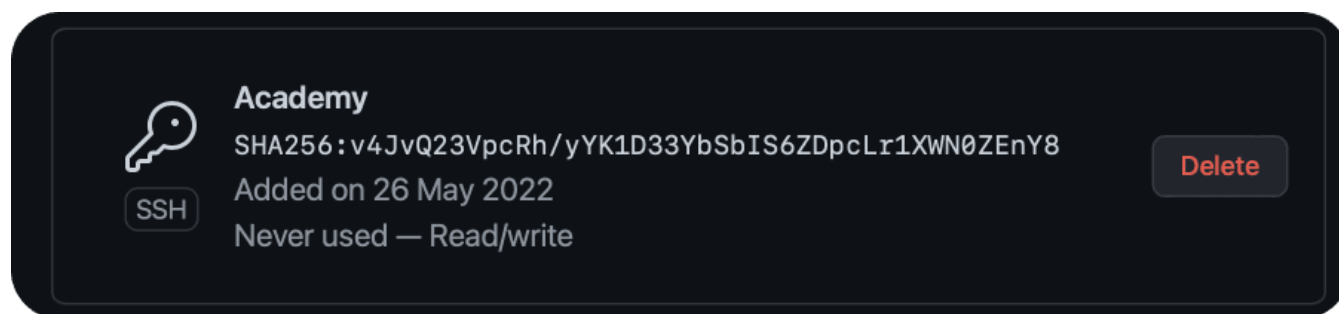 Academy
SHA256:v4JvQ23VpcRh/yYK1D33YbSbIS6ZDpcLr1XWN0ZEnY8
Added on 26 May 2022
Never used — Read/write
SSH
Delete